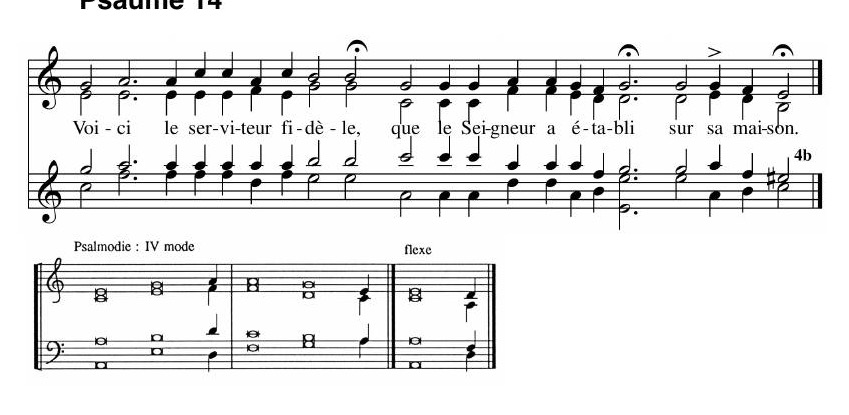 Psaume 14
Voi - ci le ser-vi-teur fi-dè-le, que le Sei-gneur a é-ta-bli sur sa mai-son.
4b
Psalmodie : IV mode
flexe